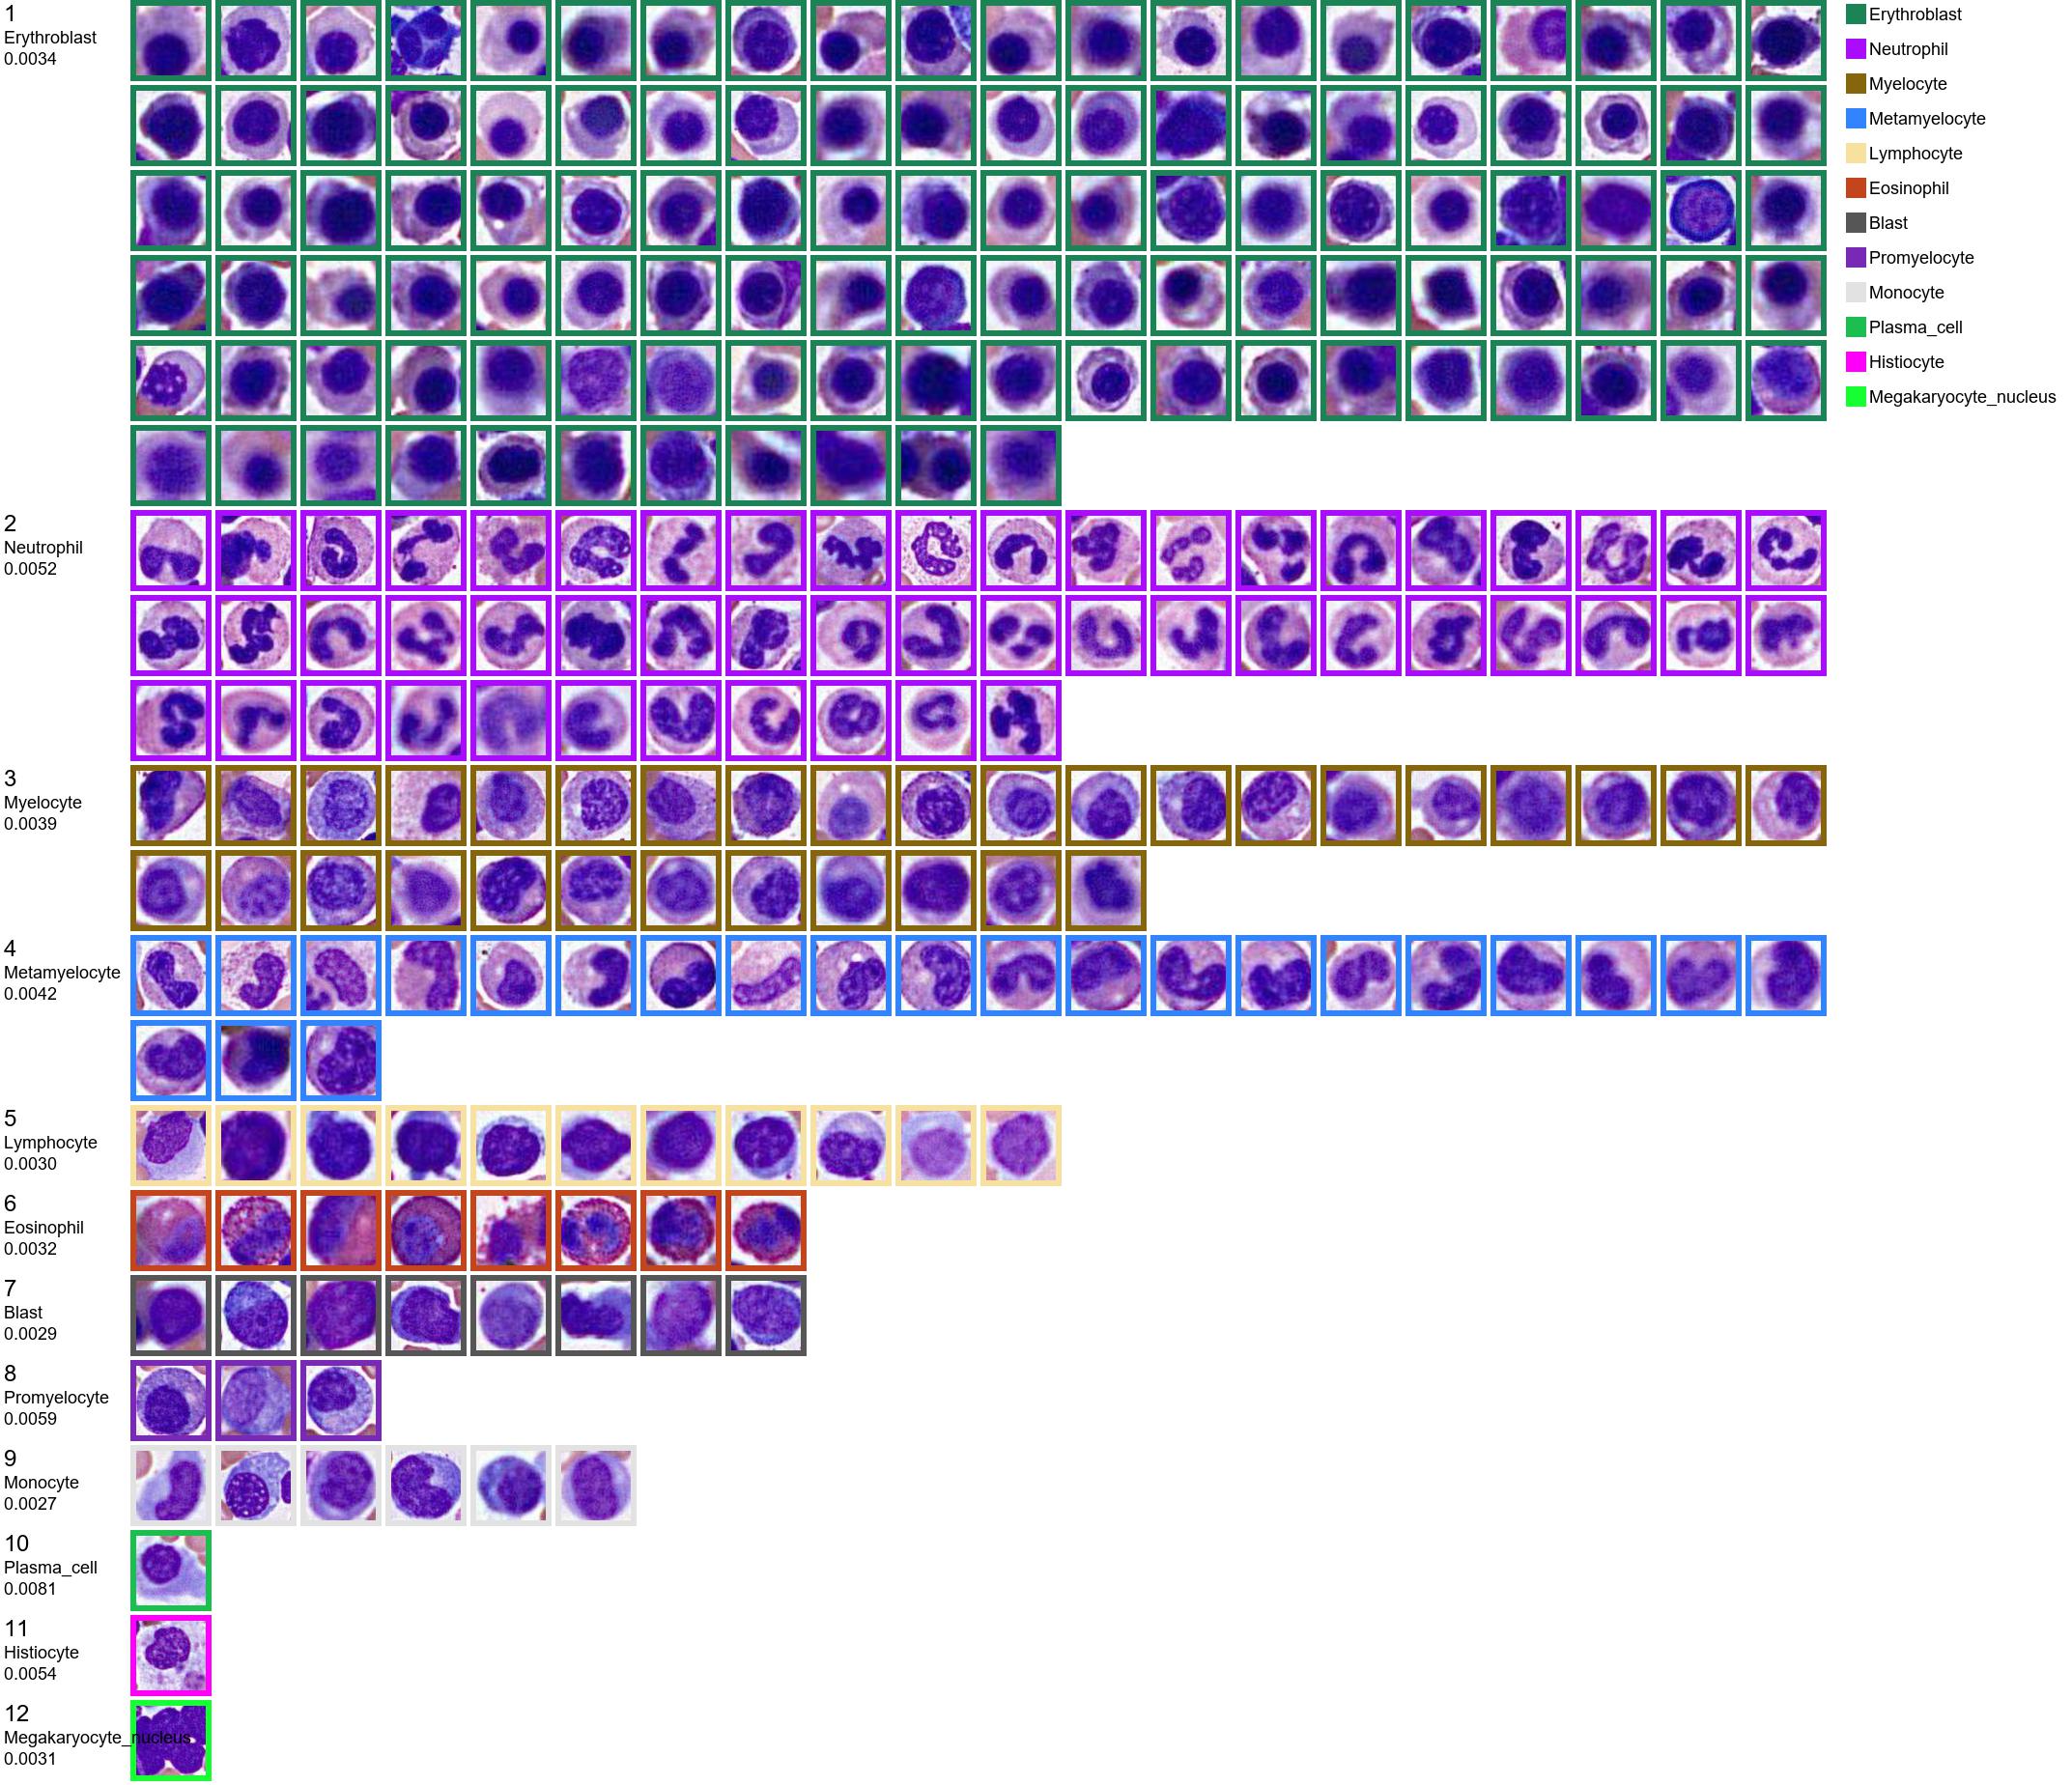 1
Erythroblast
0.0034
2
Neutrophil
0.0052
3
Myelocyte
0.0039
4
Metamyelocyte
0.0042
5
Lymphocyte
0.0030
6
Eosinophil
0.0032
7
Blast
0.0029
8
Promyelocyte
0.0059
9
Monocyte
0.0027
10
Plasma_cell
0.0081
11
Histiocyte
0.0054
12
Megakaryocyte_nucleus
0.0031
Erythroblast
Neutrophil
Myelocyte
Metamyelocyte
Lymphocyte
Eosinophil
Blast
Promyelocyte
Monocyte
Plasma_cell
Histiocyte
Megakaryocyte_nucleus